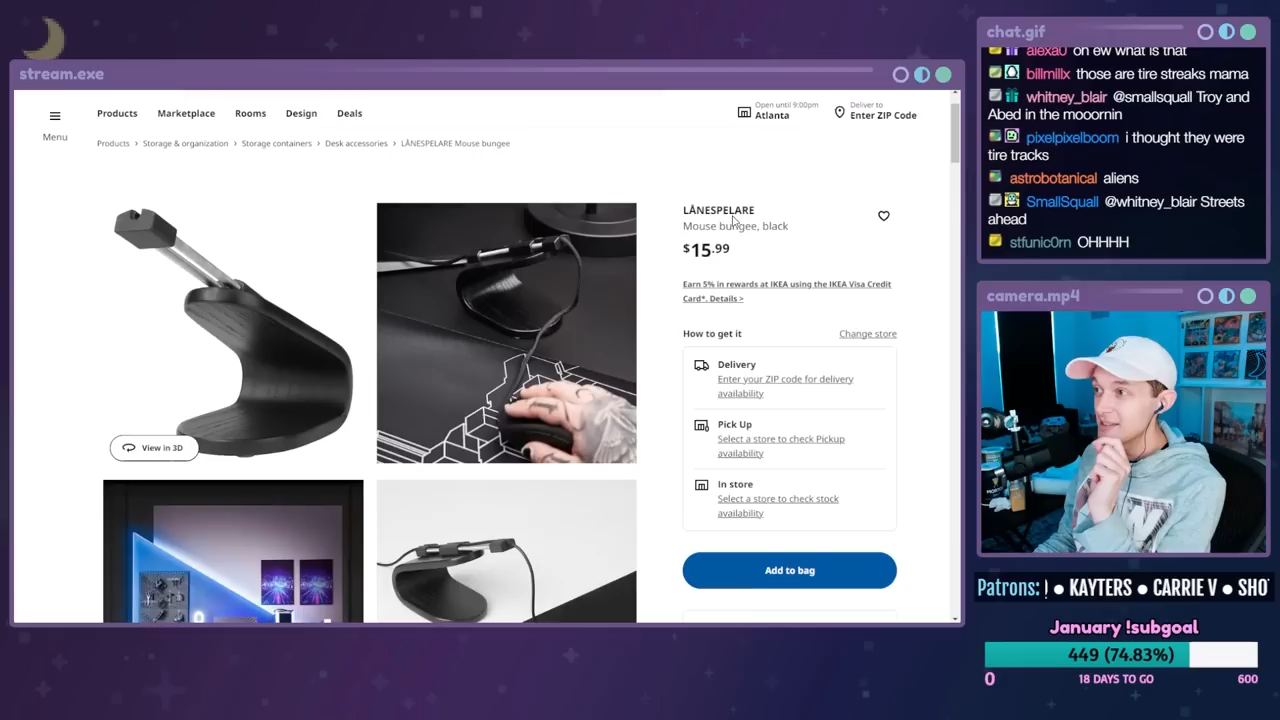 stream.exe
Menu
Products
Marketplace
Rooms
Design
Deals
Open until 9:00pm
Atlanta
Deliver to
Enter ZIP Code
Products › Storage & organization › Storage containers › Desk accessories › LÅNESPELARE Mouse bungee
View in 3D
LÅNESPELARE
Mouse bungee, black
$15.99
Earn 5% in rewards at IKEA using the IKEA Visa Credit
Card*. Details >
How to get it
Change store
Delivery
Enter your ZIP code for delivery
availability
Pick Up
Select a store to check Pickup
availability
In store
Select a store to check stock
availability
Add to bag
chat.gif
alexa0 oh ew what is that
billmillx those are tire streaks mama
whitney_blair @smallsquall Troy and
Abed in the mooornin
pixelpixelboom i thought they were
tire tracks
astrobotanical aliens
SmallSquall @whitney_blair Streets
ahead
stfunic0rn OHHHH
camera.mp4
Patrons: ! ● KAYTERS ● CARRIE V ● SHO
January !subgoal
449 (74.83%)
0
18 DAYS TO GO
600